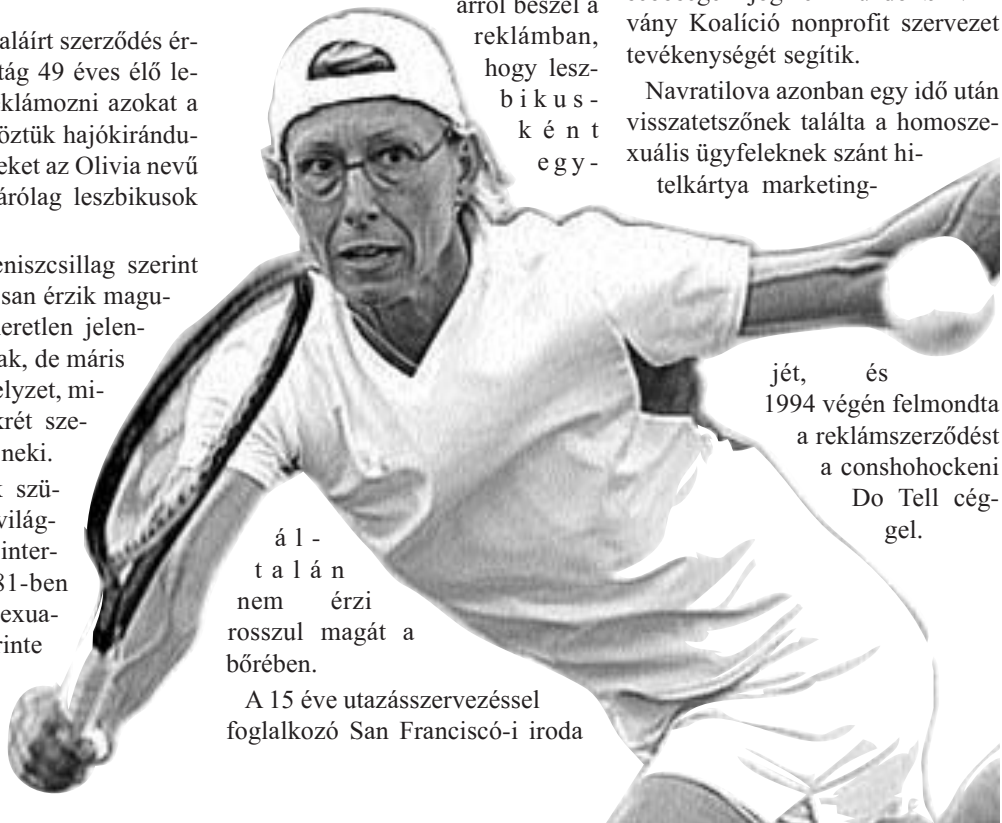 aláírt szerződés ér-
tág 49 éves élő le-
klámozni azokat a
öztük hajókirándu-
eket az Olivia nevű
árólag leszbikusok
eniszcsillag szerint
san érzik magu-
eretlen jelen-
ak, de máris
elyzet, mi-
krét sze-
neki.
k szü-
világ-
inter-
81-ben
exua-
rinte
arról beszél a
reklámban,
hogy lesz-
bikus-
ként
egy-
ál-
talán
nem érzi
rosszul magát a
bőrében.
A 15 éve utazásszervezéssel
foglalkozó San Franciscó-i iroda
vány Koalíció nonprofit szervezet
tevékenységét segítik.
Navratilova azonban egy idő után
visszatetszőnek találta a homosze-
xuális ügyfeleknek szánt hi-
telkártya marketing-
jét, és
1994 végén felmondta
a reklámszerződést
a conshohockeni
Do Tell cég-
gel.